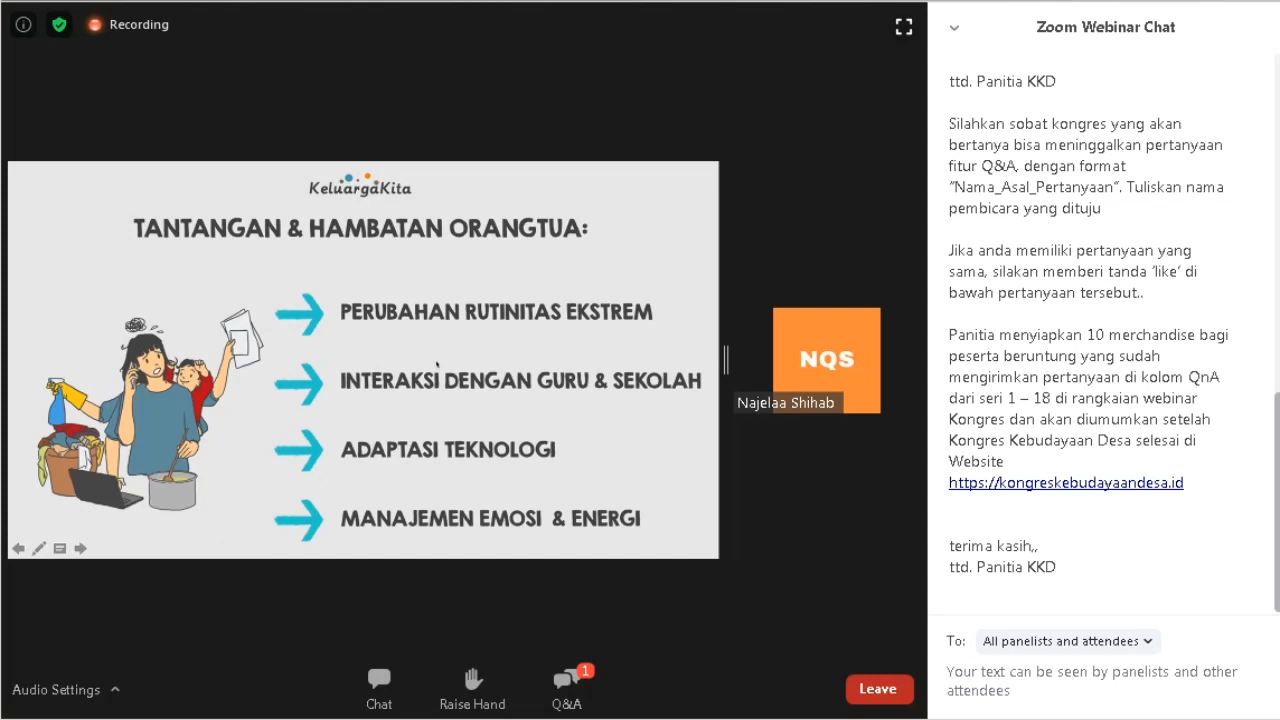 Recording
KeluargaKita
TANTANGAN & HAMBATAN ORANGTUA:
PERUBAHAN RUTINITAS EKSTREM
INTERAKSI DENGAN GURU & SEKOLAH
ADAPTASI TEKNOLOGI
MANAJEMEN EMOSI & ENERGI
NQS
Najelaa Shihab
Audio Settings
Chat
Raise Hand
1
Q&A
Leave
Zoom Webinar Chat
ttd. Panitia KKD
Silahkan sobat kongres yang akan
bertanya bisa meninggalkan pertanyaan
fitur Q&A, dengan format
"Nama_Asal_Pertanyaan". Tuliskan nama
pembicara yang dituju
Jika anda memiliki pertanyaan yang
sama, silakan memberi tanda 'like' di
bawah pertanyaan tersebut..
Panitia menyiapkan 10 merchandise bagi
peserta beruntung yang sudah
mengirimkan pertanyaan di kolom QnA
dari seri 1 – 18 di rangkaian webinar
Kongres dan akan diumumkan setelah
Kongres Kebudayaan Desa selesai di
Website
https://kongreskebudayaandesa.id
terima kasih,,
ttd. Panitia KKD
To: All panelists and attendees
Your text can be seen by panelists and other
attendees